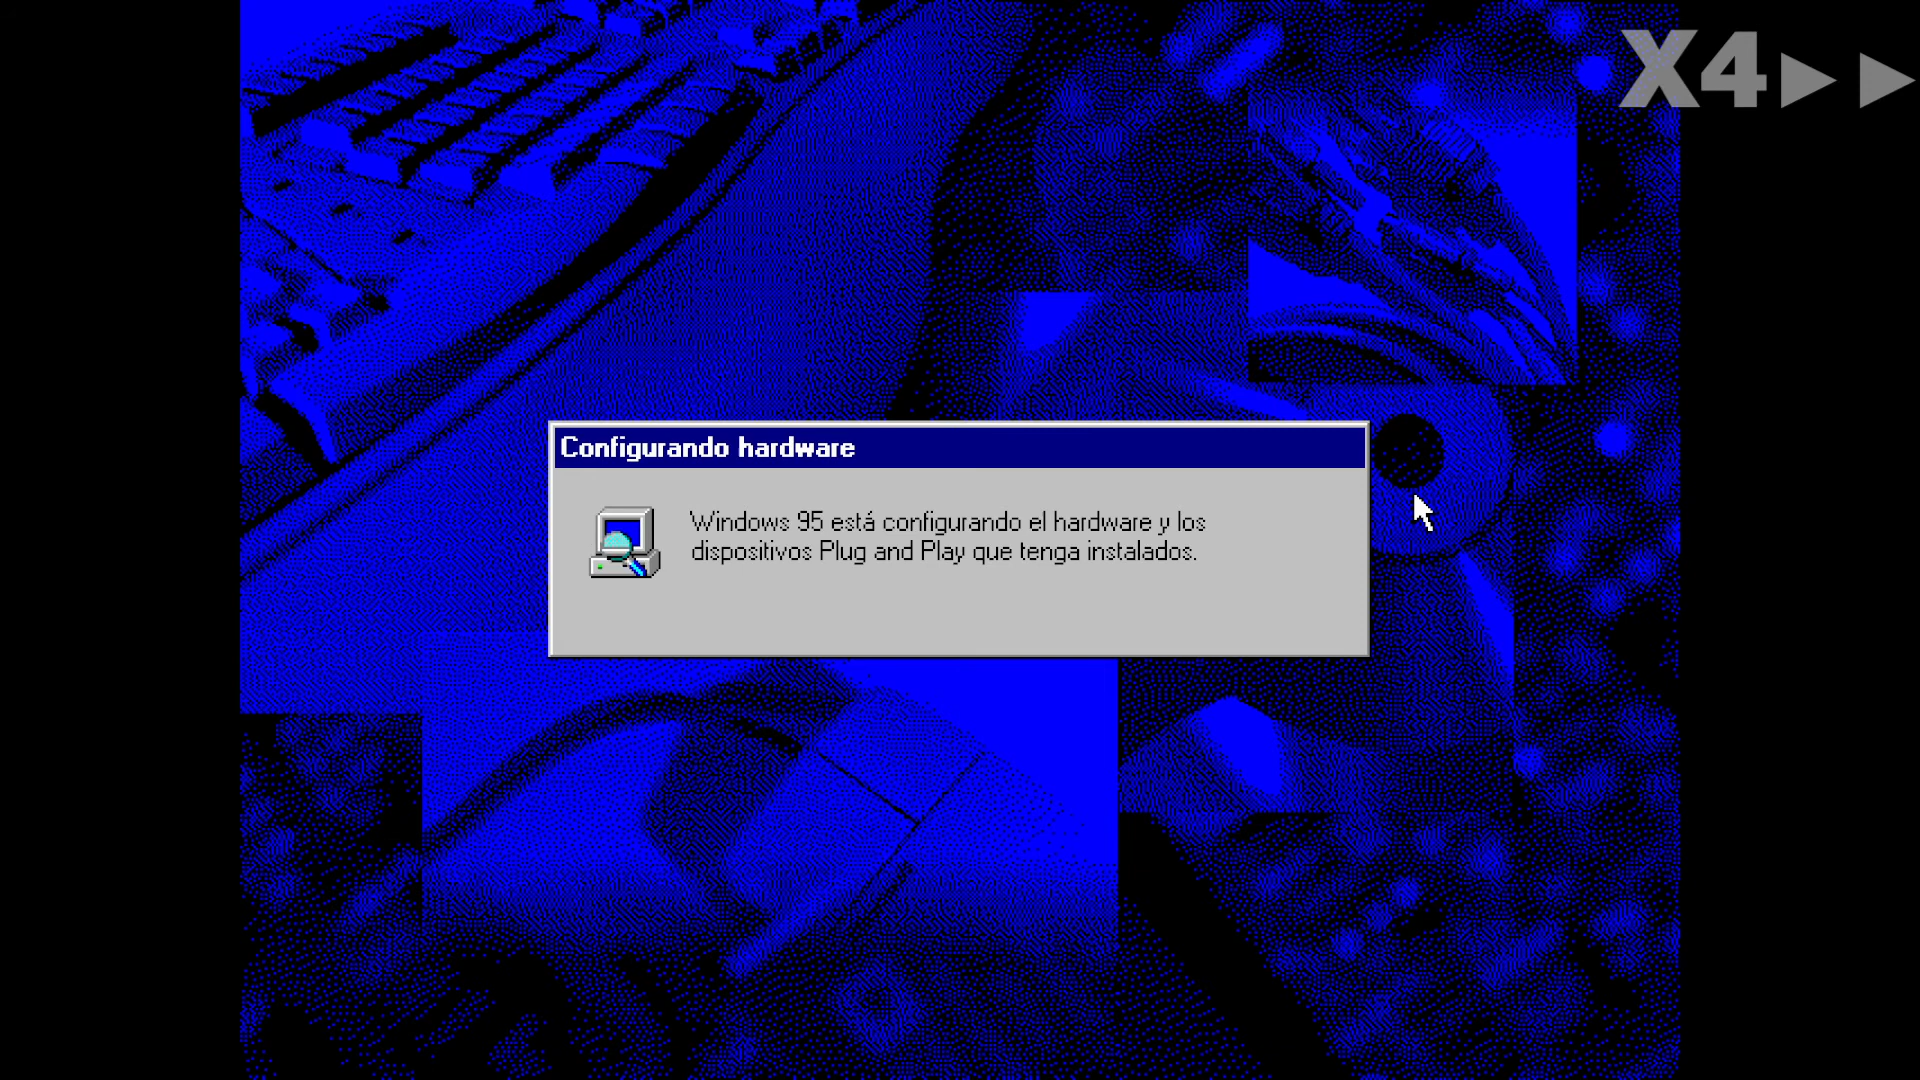 X4
Configurando hardware
Windows 95 está configurando el hardware y los
dispositivos Plug and Play que tenga instalados.